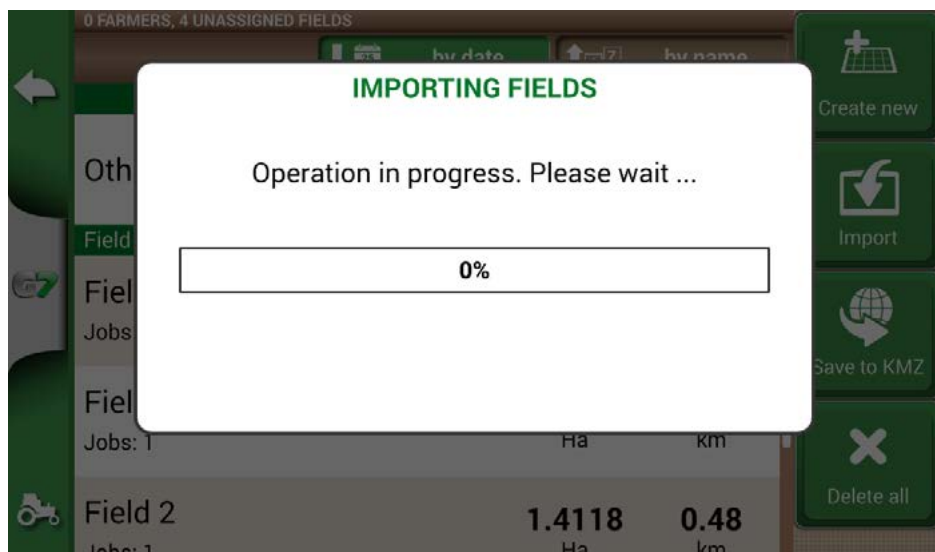 0 FARMERS, 4 UNASSIGNED FIELDS
by date
by name
Create new
IMPORTING FIELDS
Operation in progress. Please wait ...
0%
Oth
Import
Field
Fiel
Jobs
Save to KMZ
Fiel
Jobs: 1
Ha
km
Delete all
Field 2
1.4118
0.48
Jobs: 1
Ha
km